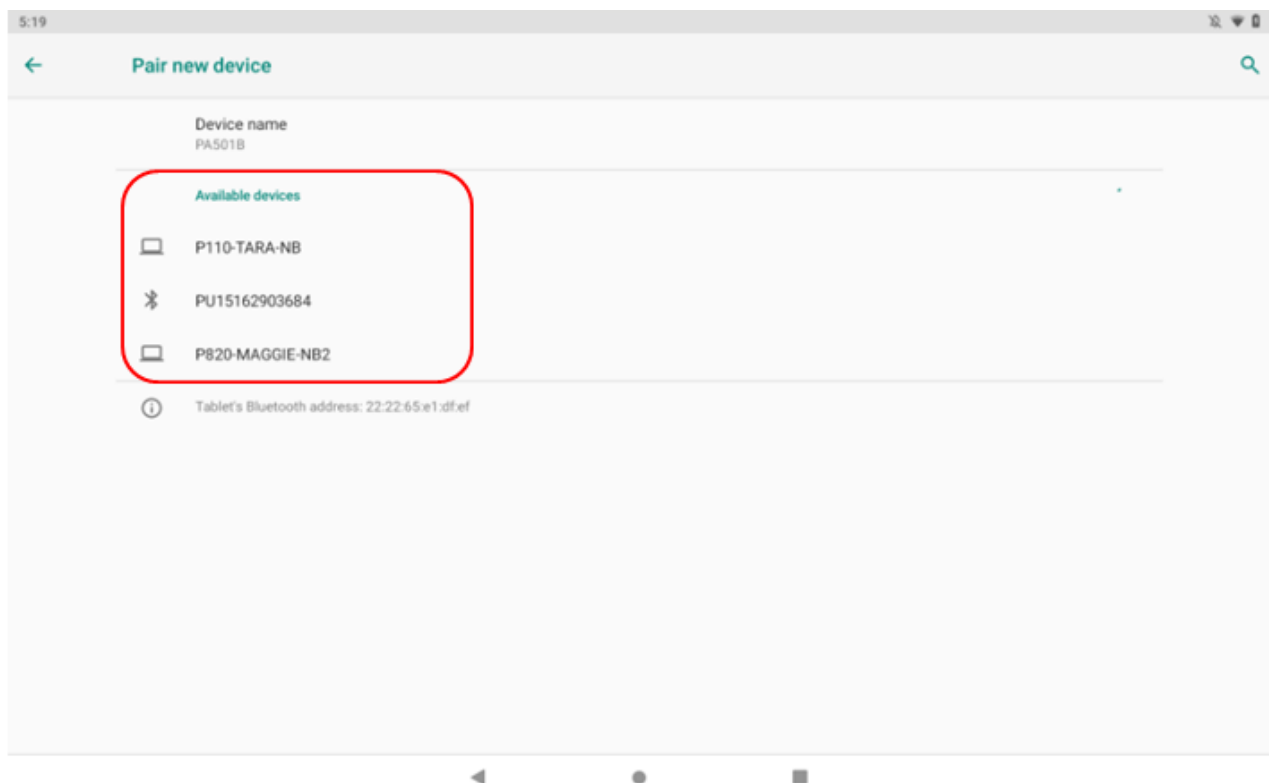 5:19
Pair new device
Device name
PA501B
Available devices
P110-TARA-NB
PU15162903684
P820-MAGGIE-NB2
Tablet's Bluetooth address: 22:22:65:e1:df:ef